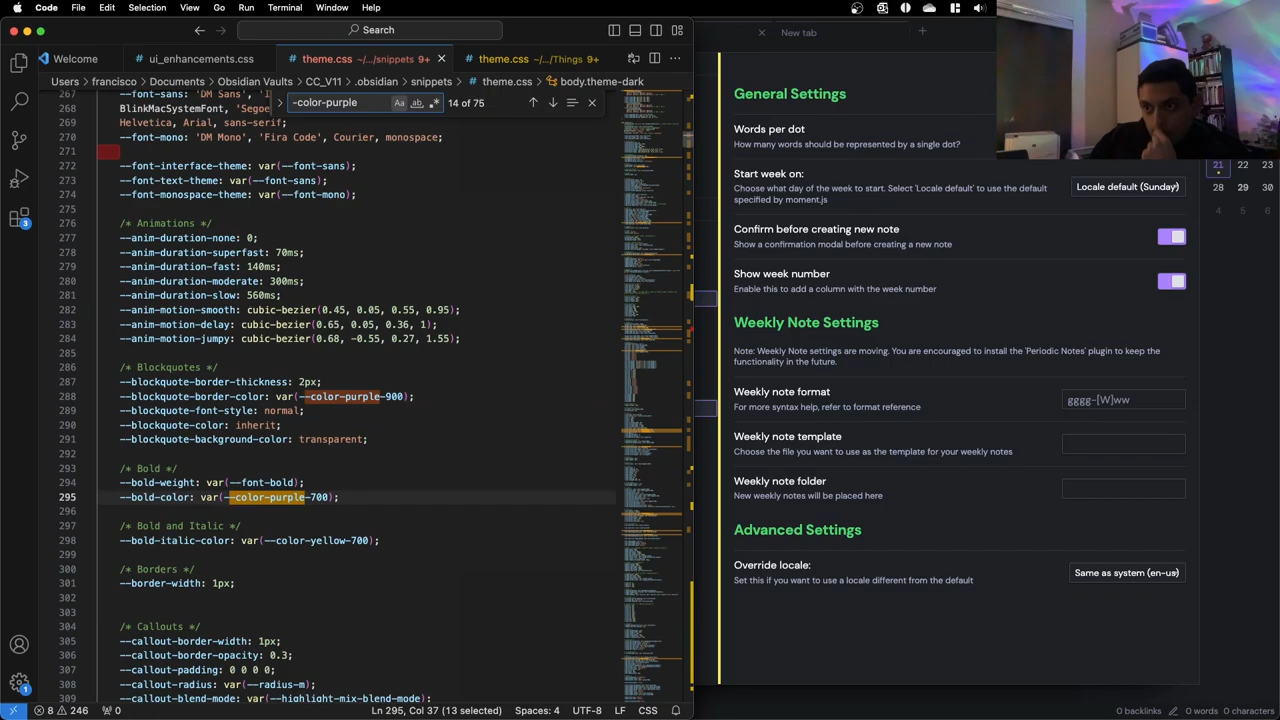 Code File Edit Selection View Go Run Terminal Window Help
Search
Welcome
ui_enhancements.css
theme.css ~/.../snippets 9+
theme.css ~/.../Things 9+
Users › francisco › Documents › Obsidian Vaults › CC_V11 › .obsidian › snippets › theme.css › body.theme-dark
-color-purple
14 of 75
267
--font-sans: 'DM Sans',
268
BlinkMacSystemFont, 'Segoe
Helvetica, Arial, sans-serif;
--font-mono: 'DM Mono', 'Fira Code', Courier, monospace;
272
273
274
275
--font-interface: var(--font-sans)
--font-text: var(--font-sans);
--font-code: var(--font-mono)
276
/* Animations */
277
--anim-duration-none: 0;
278
--anim-duration-superfast: 70ms;
279
--anim-duration-fast: 140ms;
280
--anim-duration-moderate: 300ms;
281
--anim-duration-slow: 560ms;
282
--anim-motion-smooth: cubic-bezier(0.45, 0.05, 0.55, 0.95);
283
--anim-motion-delay: cubic-bezier(0.65, 0.05, 0.36, 1);
284
--anim-motion-jumpy: cubic-bezier(0.68, -0.55, 0.27, 1.55);
285
286
/* Blockquotes */
287
--blockquote-border-thickness: 2px;
288
--blockquote-border-color: var(--color-purple-900);
289
--blockquote-font-style: normal;
290
--blockquote-color: inherit;
291
--blockquote-background-color: transparent;
292
293
/* Bold */
294
--bold-weight: var(--font-bold);
295
--bold-color: var(--color-purple-700);
296
297
/* Bold and Italic */
298
--bold-italic-color: var(--color-yellow-700);
299
300
/* Borders */
301
--border-width: 1px;
302
303
304
/* Callouts */
305
--callout-border-width: 1px;
306
--callout-border-opacity: 0.3;
307
--callout-padding: 0 0 0 0;
308
--callout-radius: var(--radius-m);
309
--callout-blend-mode: var(--highlight-mix-blend-mode);
8 246
Ln 295, Col 37 (13 selected) Spaces: 4 UTF-8 LF CSS
New tab
General Settings
Words per dot
How many words should be represented by a single dot?
Start week on:
Choose what day of the week to start. Select 'Locale default' to use the default
specified by moment.js
Confirm before creating new note
Show a confirmation modal before creating a new note
Show week number
Enable this to add a column with the week number
Weekly Note Settings
Note: Weekly Note settings are moving. You are encouraged to install the 'Periodic Notes' plugin to keep the
functionality in the future.
Weekly note format
For more syntax help, refer to format reference
gggg-[W]ww
Weekly note template
Choose the file you want to use as the template for your weekly notes
Weekly note folder
New weekly notes will be placed here
Advanced Settings
Override locale:
Set this if you want to use a locale different from the default
21 22 23
28 29 30
4 5 6
0 backlinks 0 words 0 characters